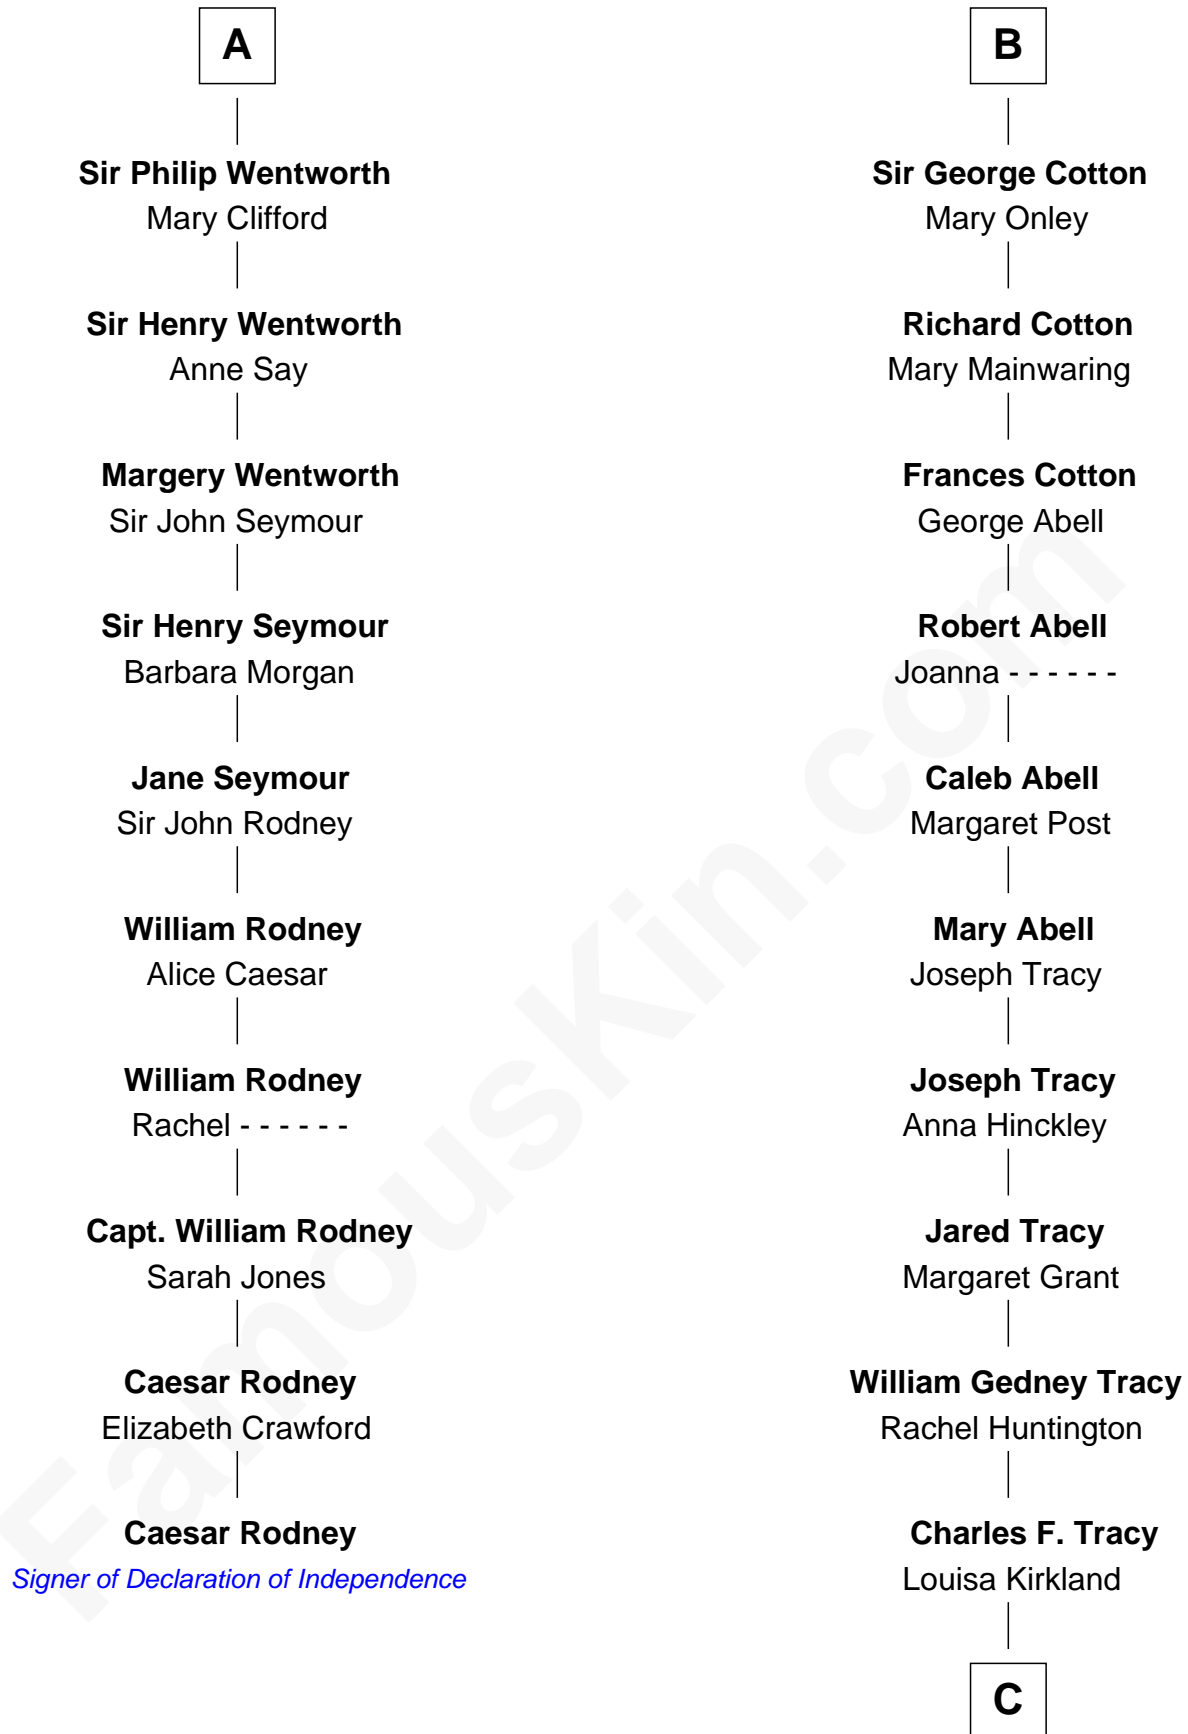 A
Sir Philip Wentworth
Mary Clifford
Sir Henry Wentworth
Anne Say
Margery Wentworth
Sir John Seymour
Sir Henry Seymour
Barbara Morgan
Jane Seymour
Sir John Rodney
William Rodney
Alice Caesar
William Rodney
Rachel - - - - - -
Capt. William Rodney
Sarah Jones
Caesar Rodney
Elizabeth Crawford
Caesar Rodney
Signer of Declaration of Independence
B
Sir George Cotton
Mary Onley
Richard Cotton
Mary Mainwaring
Frances Cotton
George Abell
Robert Abell
Joanna - - - - - -
Caleb Abell
Margaret Post
Mary Abell
Joseph Tracy
Joseph Tracy
Anna Hinckley
Jared Tracy
Margaret Grant
William Gedney Tracy
Rachel Huntington
Charles F. Tracy
Louisa Kirkland
C
FamousKin.com